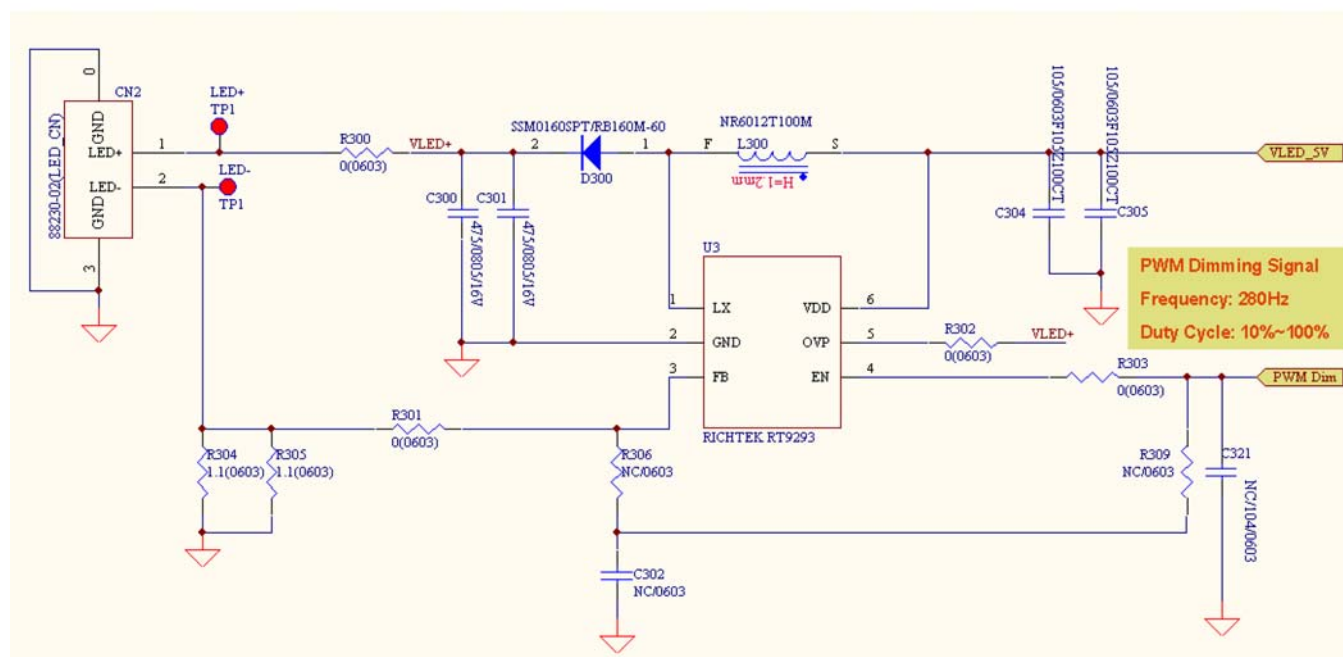 CN2
0
GND
LED+
LED-
GND
88230-02(LED_CN)
1
2
3
LED+
TP1
LED-
TP1
R300
0(0603)
VLED+
SSM0160SPT/RB160M-60
2
1
D300
NR6012T100M
F
L300
S
H=1.2mm
105/0603F105Z100CT
105/0603F105Z100CT
VLED_5V
C300
C301
475/0805/16V
475/0805/16V
C304
C305
U3
1
LX
VDD
6
2
GND
OVP
5
3
FB
EN
4
RICHTEK RT9293
R302
0(0603)
VLED+
R303
0(0603)
PWM Dimming Signal
Frequency: 280Hz
Duty Cycle: 10%~100%
PWM Dim
R301
0(0603)
R304
1.1(0603)
R305
1.1(0603)
R306
NC/0603
R309
NC/0603
C321
NC/104/0603
C302
NC/0603